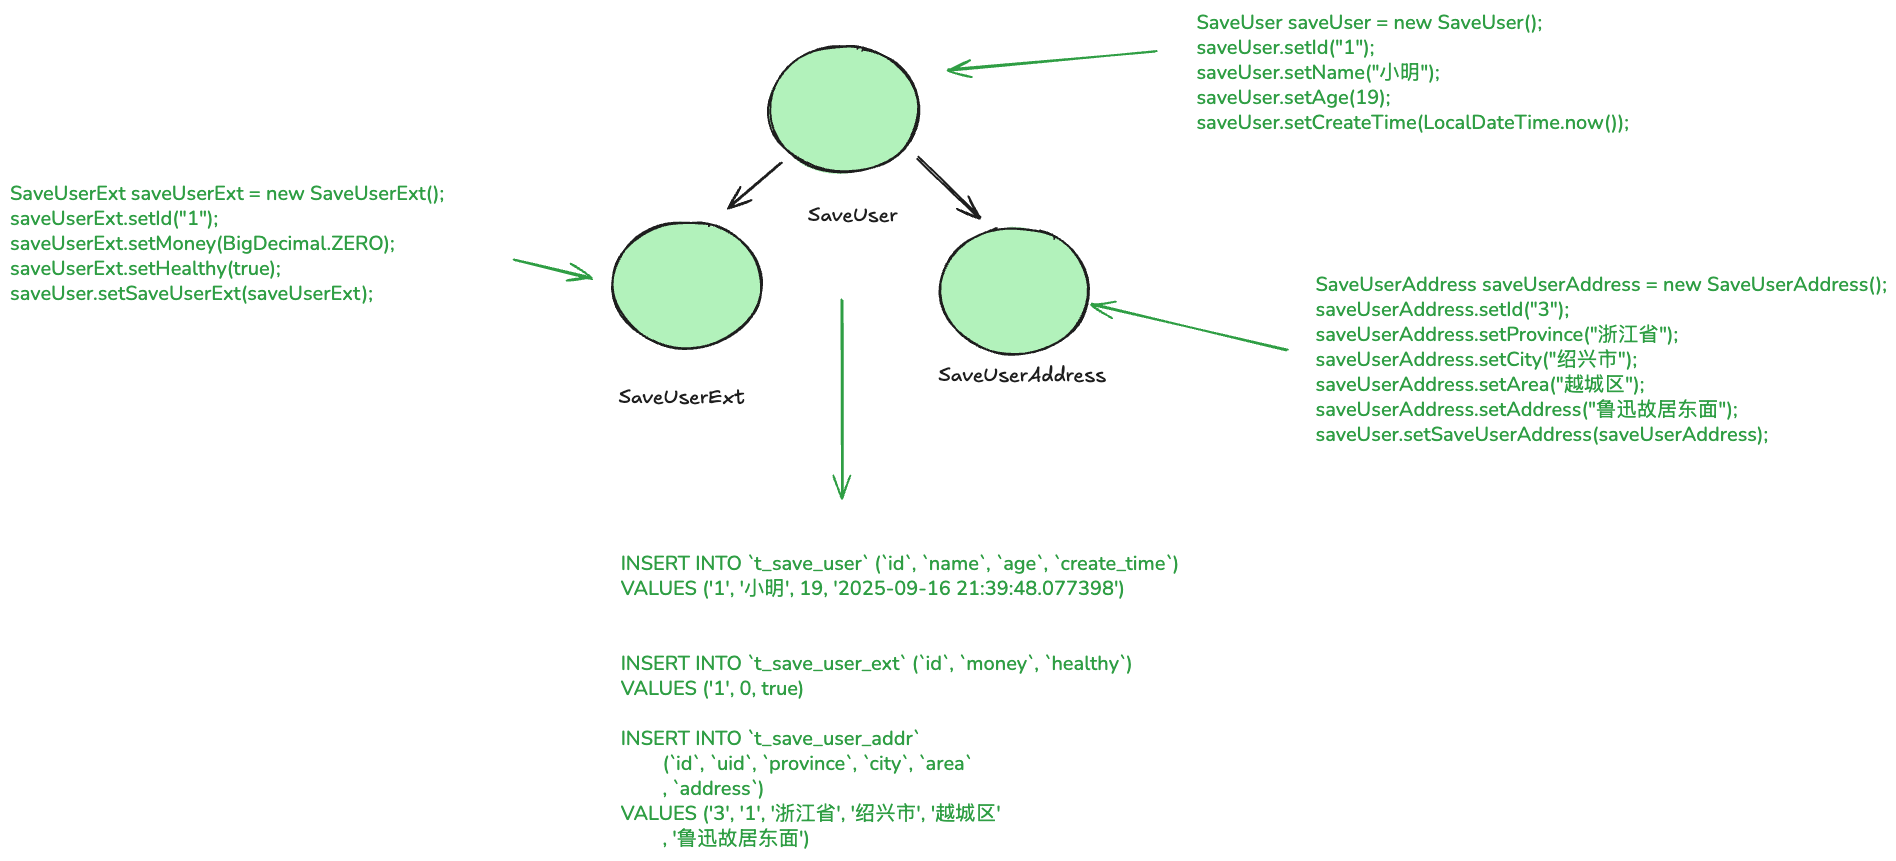 SaveUser saveUser = new SaveUser();
saveUser.setId("1");
saveUser.setName("小明");
saveUser.setAge(19);
saveUser.setCreateTime(LocalDateTime.now());
SaveUserExt saveUserExt = new SaveUserExt();
saveUserExt.setId("1");
saveUserExt.setMoney(BigDecimal.ZERO);
saveUserExt.setHealthy(true);
saveUser.setSaveUserExt(saveUserExt);
SaveUser
SaveUserAddress saveUserAddress = new SaveUserAddress();
saveUserAddress.setId("3");
saveUserAddress.setProvince("浙江省");
saveUserAddress.setCity("绍兴市");
saveUserAddress.setArea("越城区");
saveUserAddress.setAddress("鲁迅故居东面");
saveUser.setSaveUserAddress(saveUserAddress);
SaveUserExt
SaveUserAddress
INSERT INTO `t_save_user` (`id`, `name`, `age`, `create_time`)
VALUES ('1', '小明', 19, '2025-09-16 21:39:48.077398')
INSERT INTO `t_save_user_ext` (`id`, `money`, `healthy`)
VALUES ('1', 0, true)
INSERT INTO `t_save_user_addr`
(`id`, `uid`, `province`, `city`, `area`
, `address`)
VALUES ('3', '1', '浙江省', '绍兴市', '越城区'
, '鲁迅故居东面')